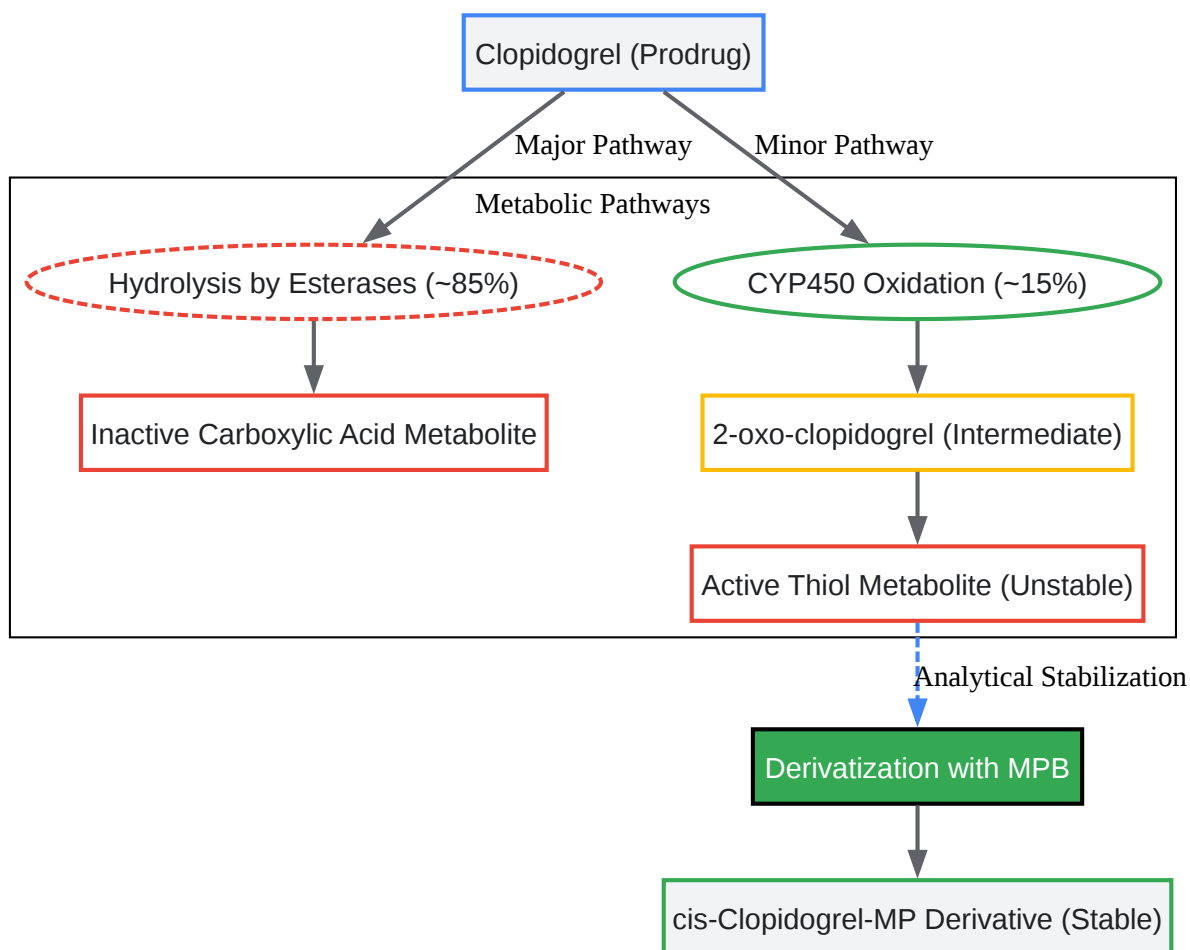 Clopidogrel (Prodrug)
Major Pathway
Minor Pathway
Metabolic Pathways
Hydrolysis by Esterases (~85%)
CYP450 Oxidation (~15%)
Inactive Carboxylic Acid Metabolite
2-oxo-clopidogrel (Intermediate)
Active Thiol Metabolite (Unstable)
Analytical Stabilization
Derivatization with MPB
cis-Clopidogrel-MP Derivative (Stable)